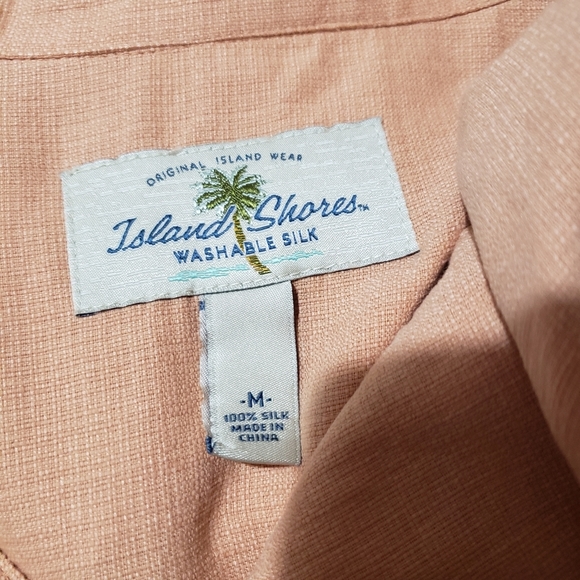 ORIGINAL ISLAND WEAR
Island Shores™
WASHABLE SILK
-M-
100% SILK
MADE IN
CHINA